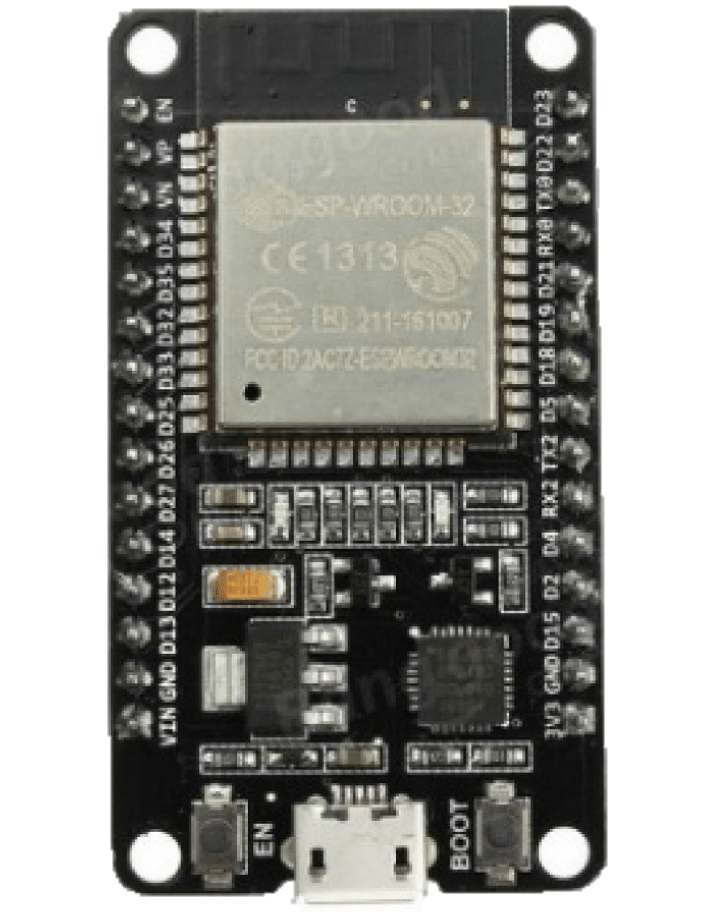 EN
VP
VN
D34
D35
D32
D33
D25
D26
D27
D14
D12
D13
GND
VIN
C
ESP-WROOM-32
CE1313
R 211-161007
FCC ID:2AC7Z-ESPWROOM32
D23
D22
TX0
RX0
D21
D19
D18
D5
TX2
RX2
D4
D2
D15
GND
3V3
EN
BOOT